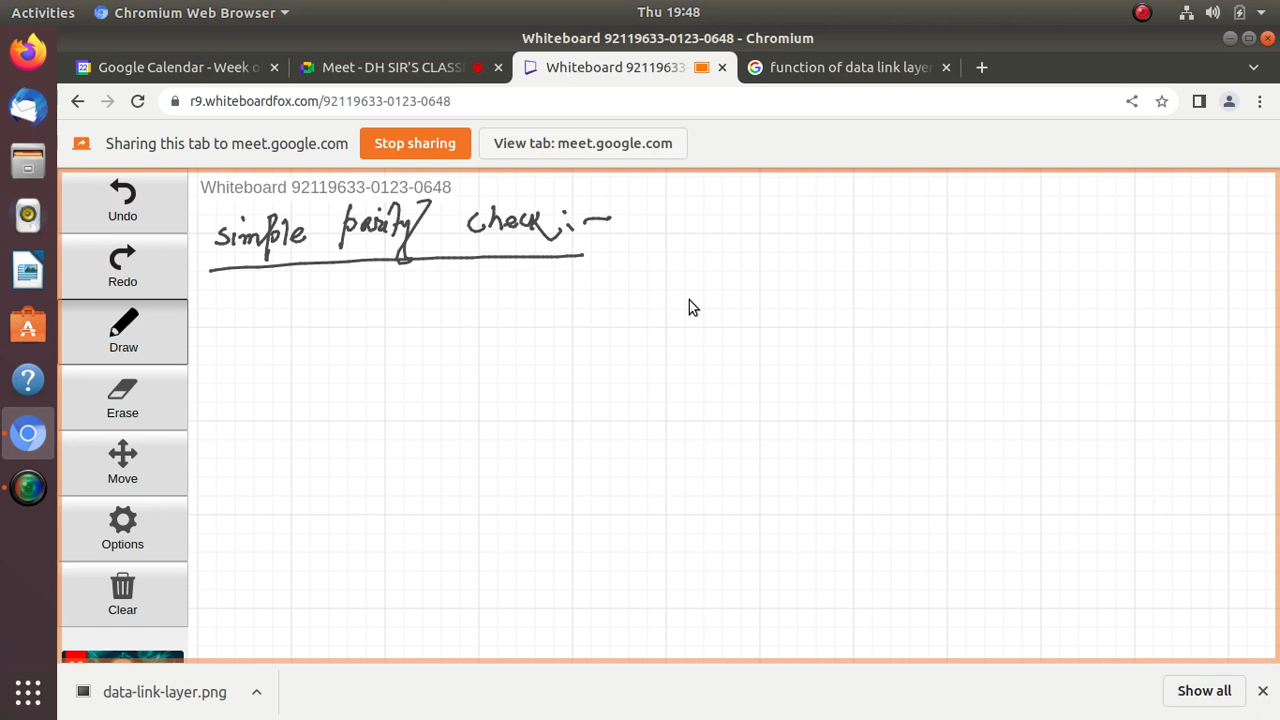 Activities Chromium Web Browser Thu 19:48
Whiteboard 92119633-0123-0648 - Chromium
Google Calendar - Week o Meet - DH SIR'S CLASS Whiteboard 92119633- function of data link laye
r9.whiteboardfox.com/92119633-0123-0648
Sharing this tab to meet.google.com Stop sharing View tab: meet.google.com
Whiteboard 92119633-0123-0648
simple parity check :-
Undo
Redo
Draw
Erase
Move
Options
Clear
data-link-layer.png Show all